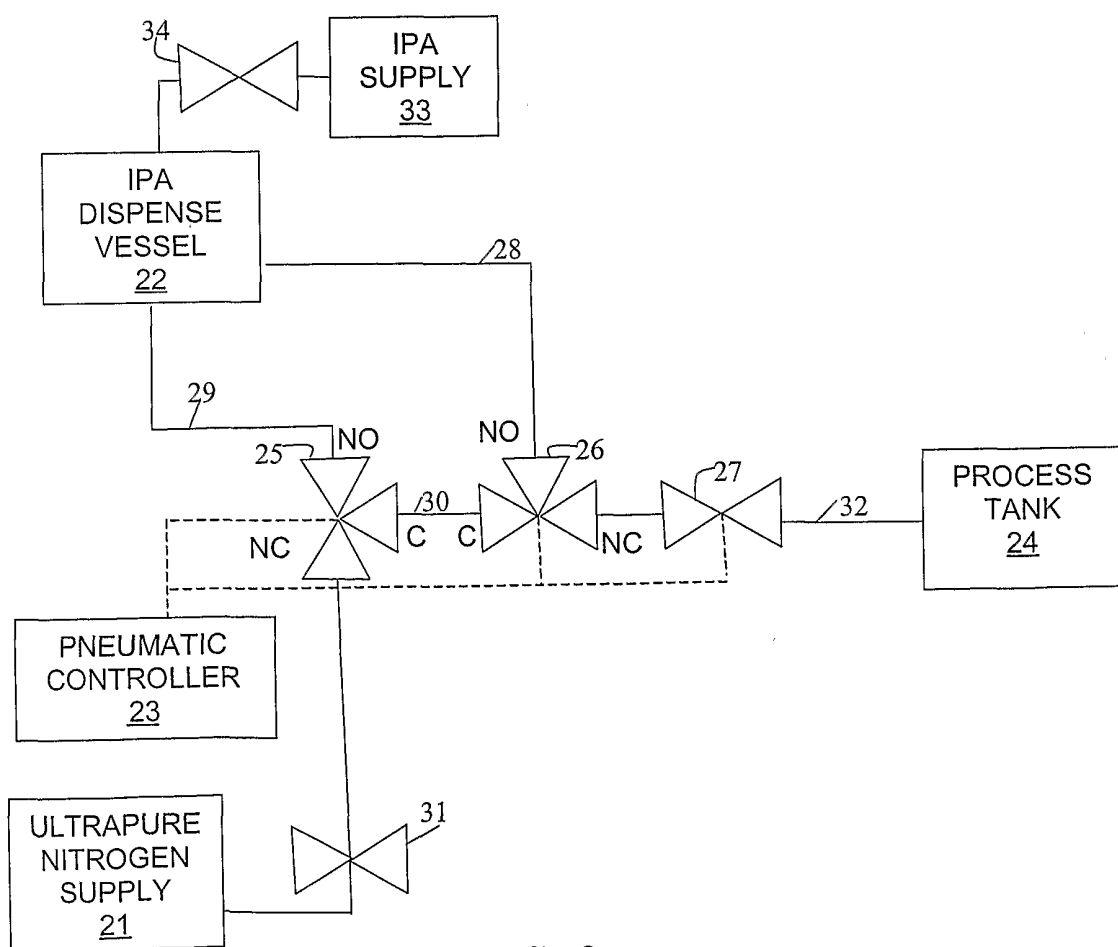 34
IPA
SUPPLY
33
IPA
DISPENSE
VESSEL
22
28
29
NO
25
NO
26
27
30
32
C
C
NC
NC
PROCESS
TANK
24
PNEUMATIC
CONTROLLER
23
31
ULTRAPURE
NITROGEN
SUPPLY
21